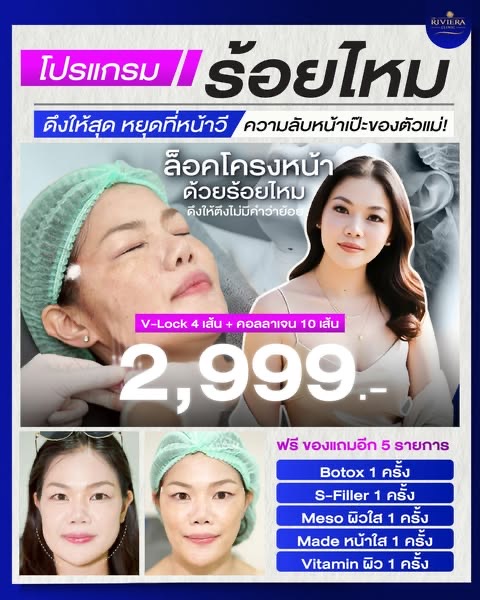 RIVIERA
CLINIC
โปรแกรม // ร้อยไหม
ดึงให้สุด หยุดที่หน้าวี ความลับหน้าเป๊ะของตัวแม่!
ล็อคโครงหน้า
ด้วยร้อยไหม
ดึงให้ตึงไม่มีคำว่าย้อย
V-Lock 4 เส้น + คอลลาเจน 10 เส้น
2,999.-
ฟรี ของแถมอีก 5 รายการ
Botox 1 ครั้ง
S-Filler 1 ครั้ง
Meso ผิวใส 1 ครั้ง
Made หน้าใส 1 ครั้ง
Vitamin ผิว 1 ครั้ง